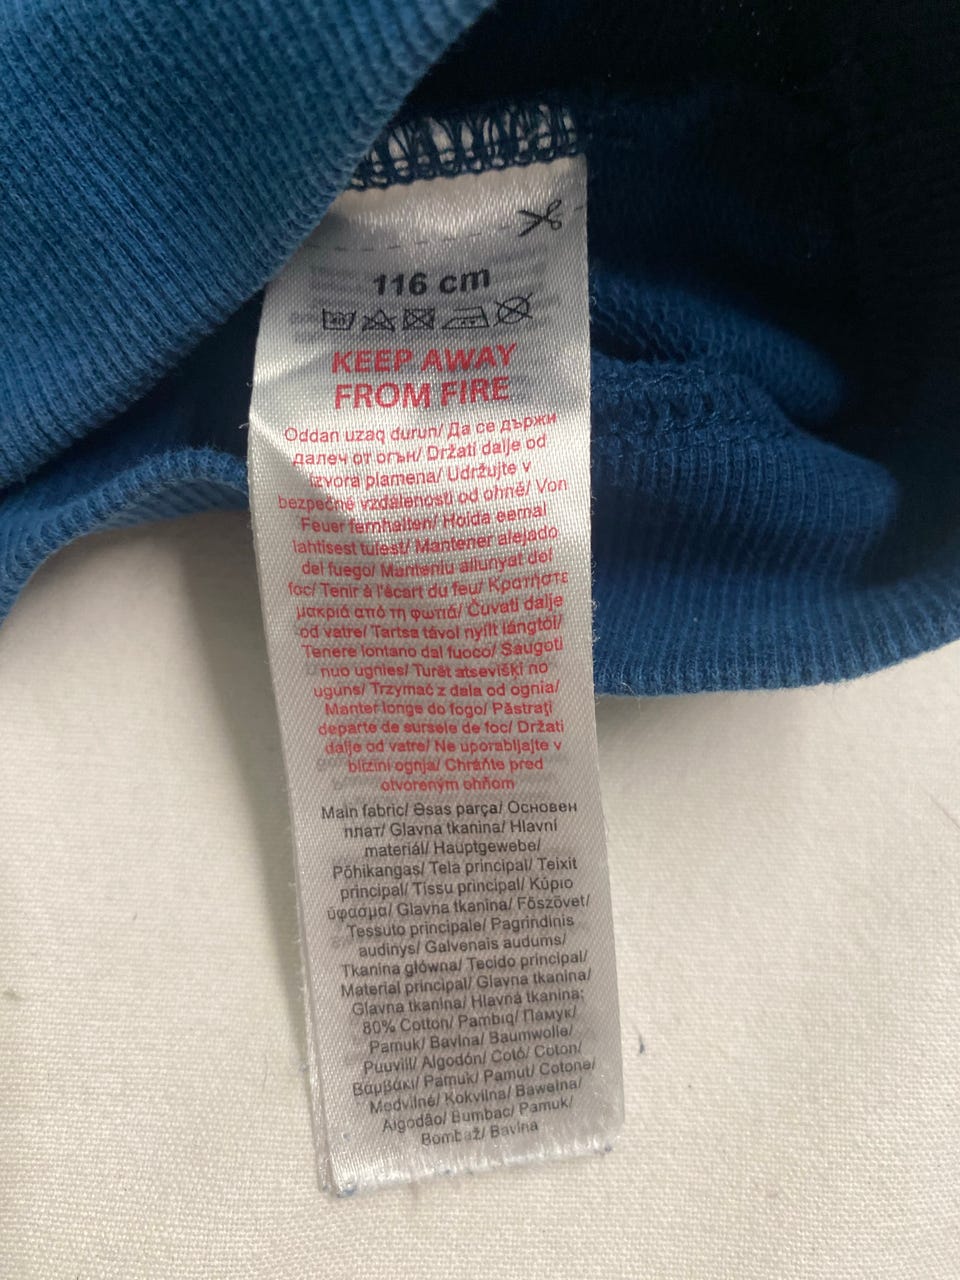 116 cm
40
KEEP AWAY
FROM FIRE
Oddan uzaq durun/ Да се държи
далеч от огън/ Držati dalje od
izvora plamena/ Udržujte v
bezpečné vzdálenosti od ohně/ Von
Feuer fernhalten/ Hoida eemal
lahtisest tulest/ Mantener alejado
del fuego/ Manteniu allunyat del
foc/ Tenir à l'écart du feu/ Κρατήστε
μακριά από τη φωτιά/ Čuvati dalje
od vatre/ Tartsa távol nyílt lángtól/
Tenere lontano dal fuoco/ Saugoti
nuo ugnies/ Turēt atsevišķi no
uguns/ Trzymać z dala od ognia/
Manter longe do fogo/ Păstraţi
departe de sursele de foc/ Držati
dalje od vatre/ Ne uporabljajte v
bližini ognja/ Chráňte pred
otvoreným ohňom
Main fabric/ Əsas parça/ Основен
плат/ Glavna tkanina/ Hlavní
materiál/ Hauptgewebe/
Põhikangas/ Tela principal/ Teixit
principal/ Tissu principal/ Κύριο
ύφασμα/ Glavna tkanina/ Főszövet/
Tessuto principale/ Pagrindinis
audinys/ Galvenais audums/
Tkanina główna/ Tecido principal/
Material principal/ Glavna tkanina/
Glavna tkanina/ Hlavná tkanina:
80% Cotton/ Pambıq/ Памук/
Pamuk/ Bavlna/ Baumwolle/
Puuvill/ Algodón/ Cotó/ Coton/
Βαμβάκι/ Pamuk/ Pamut/ Cotone/
Medvilnė/ Kokvilna/ Bawełna/
Algodão/ Bumbac/ Pamuk/
Bombaž/ Bavlna